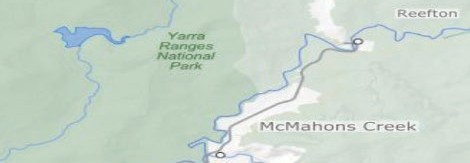 Reefton
Yarra
Ranges
National
Park
McMahons Creek